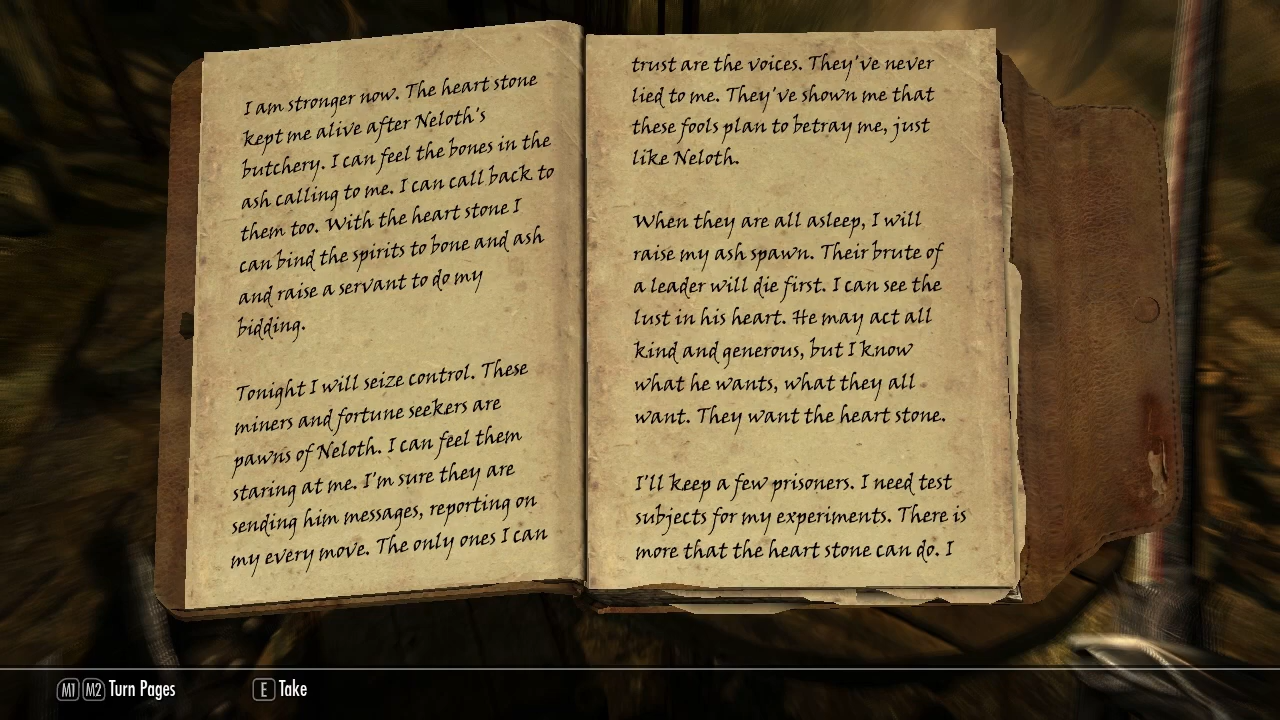 I am stronger now. The heart stone
kept me alive after Neloth's
butchery. I can feel the bones in the
ash calling to me. I can call back to
them too. With the heart stone I
can bind the spirits to bone and ash
and raise a servant to do my
bidding.
Tonight I will seize control. These
miners and fortune seekers are
pawns of Neloth. I can feel them
staring at me. I'm sure they are
sending him messages, reporting on
my every move. The only ones I can
trust are the voices. They've never
lied to me. They've shown me that
these fools plan to betray me, just
like Neloth.
When they are all asleep, I will
raise my ash spawn. Their brute of
a leader will die first. I can see the
lust in his heart. He may act all
kind and generous, but I know
what he wants, what they all
want. They want the heart stone.
I'll keep a few prisoners. I need test
subjects for my experiments. There is
more that the heart stone can do. I
M1 M2 Turn Pages
E Take